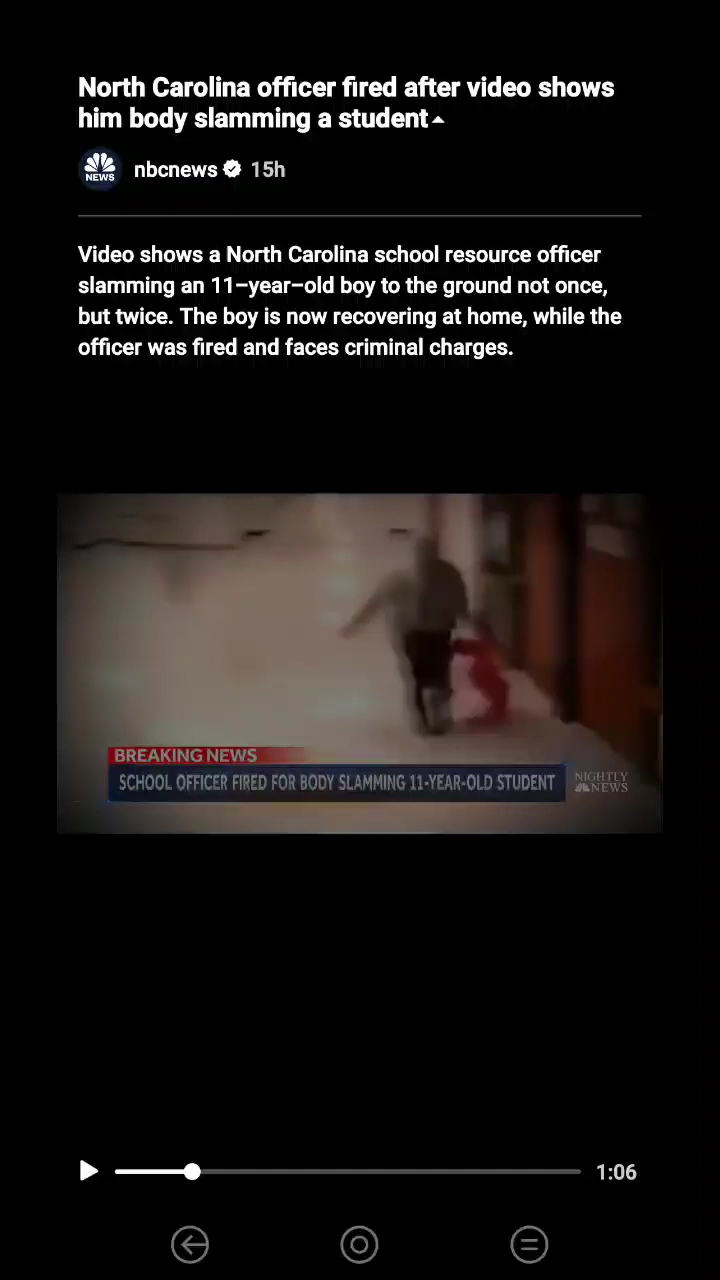 North Carolina officer fired after video shows
him body slamming a student
NEWS
nbcnews 15h
Video shows a North Carolina school resource officer
slamming an 11-year-old boy to the ground not once,
but twice. The boy is now recovering at home, while the
officer was fired and faces criminal charges.
BREAKING NEWS
SCHOOL OFFICER FIRED FOR BODY SLAMMING 11-YEAR-OLD STUDENT
NIGHTLY
NEWS
1:06